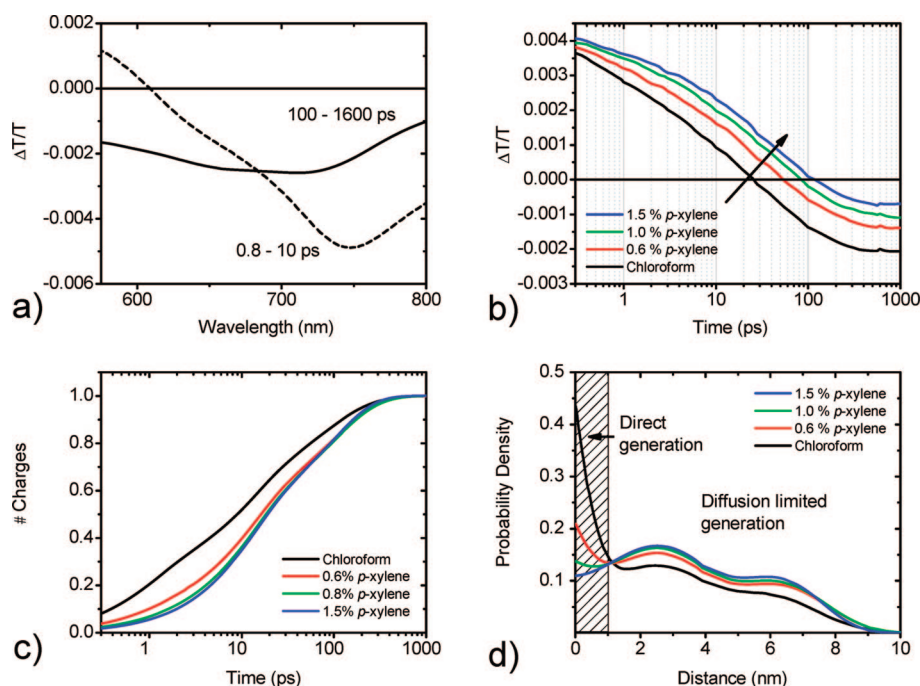 0.002
0.000
-0.002
-0.004
-0.006
ΔT/T
100 - 1600 ps
0.8 - 10 ps
600
700
800
Wavelength (nm)
a)
0.004
0.003
0.002
0.001
0.000
-0.001
-0.002
-0.003
ΔT/T
1.5 % p-xylene
1.0 % p-xylene
0.6 % p-xylene
Chloroform
1
10
100
1000
Time (ps)
b)
1.0
0.8
0.6
0.4
0.2
0.0
# Charges
Chloroform
0.6% p-xylene
0.8% p-xylene
1.5% p-xylene
1
10
100
1000
Time (ps)
c)
0.5
0.4
0.3
0.2
0.1
Probability Density
1.5 % p-xylene
1.0 % p-xylene
0.6 % p-xylene
Chloroform
Direct
generation
Diffusion limited
generation
0
2
4
6
8
10
Distance (nm)
d)